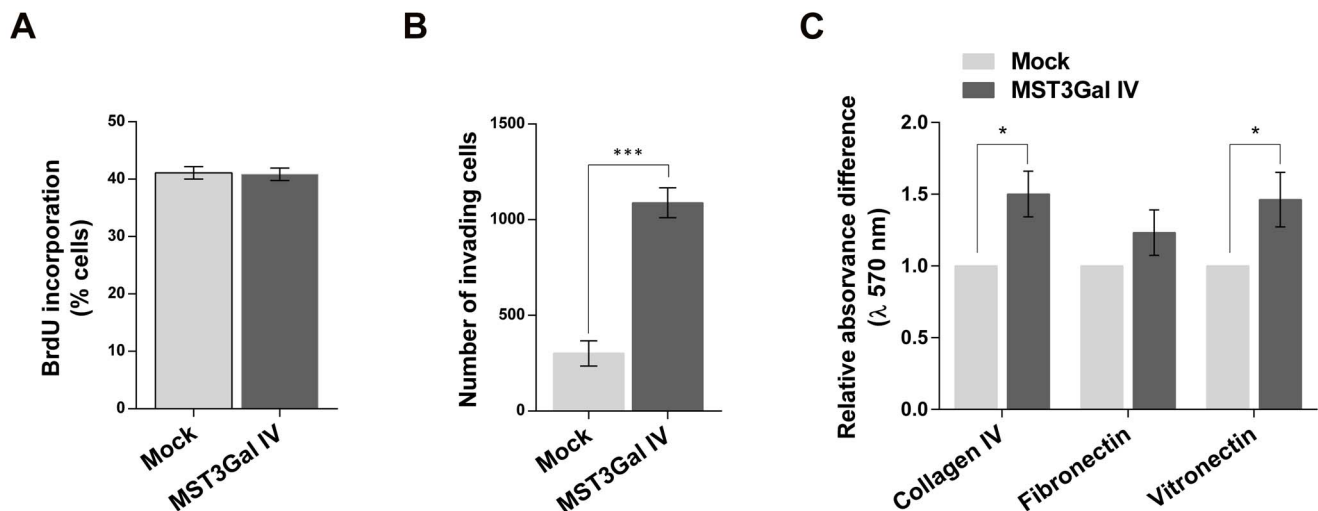 A
BrdU incorporation
(% cells)
50
40
30
20
10
0
Mock
MST3Gal IV
B
Number of invading cells
1500
1000
500
0
***
Mock
MST3Gal IV
C
Mock
MST3Gal IV
Relative absorvance difference
(λ 570 nm)
2.0
1.5
1.0
0.5
0.0
*
*
Collagen IV
Fibronectin
Vitronectin